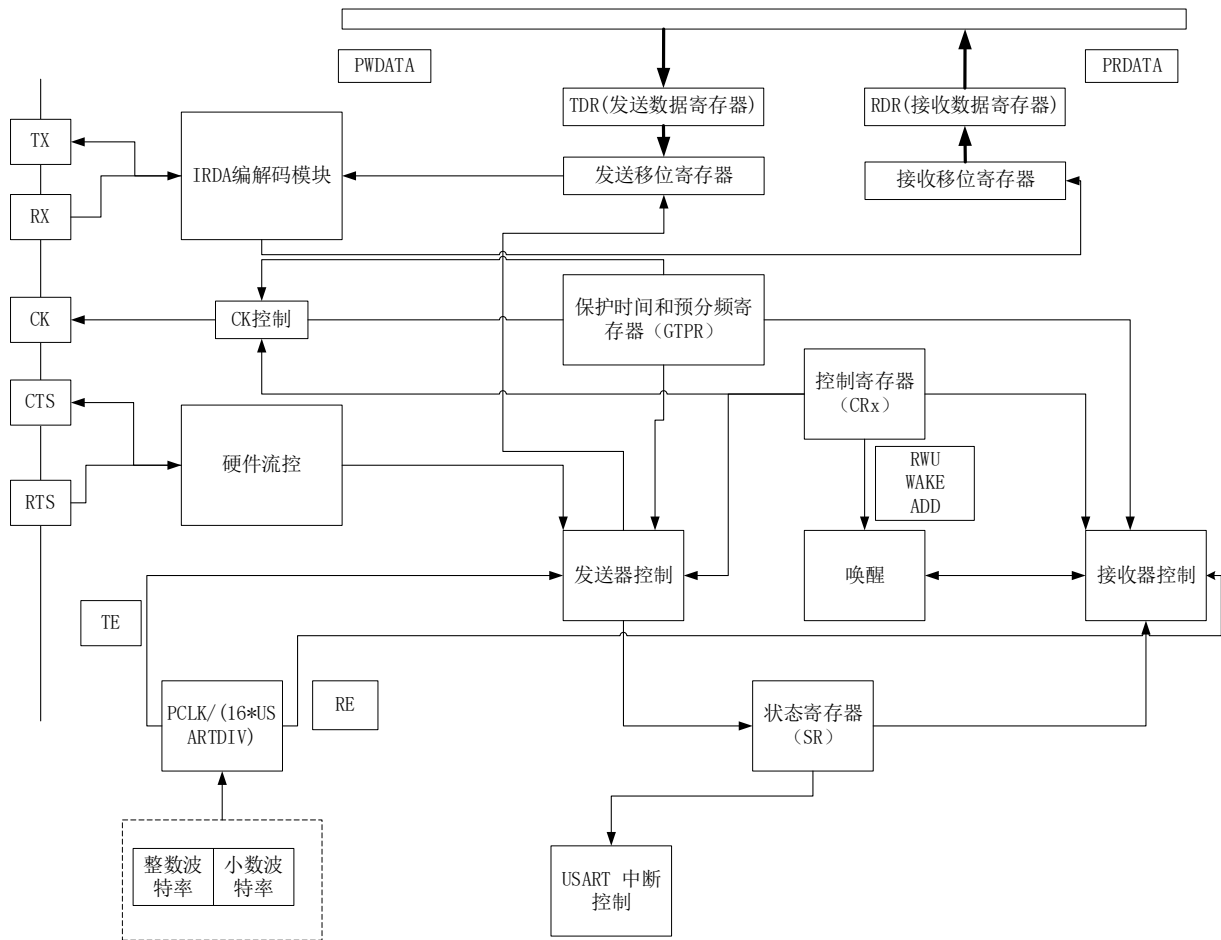 PWDATA
PRDATA
TDR(发送数据寄存器)
RDR(接收数据寄存器)
TX
IRDA编解码模块
发送移位寄存器
接收移位寄存器
RX
CK
CK控制
保护时间和预分频寄
存器（GTPR）
控制寄存器
（CRx）
CTS
硬件流控
RTS
RWU
WAKE
ADD
发送器控制
唤醒
接收器控制
TE
RE
PCLK/(16*US
ARTDIV)
状态寄存器
（SR）
整数波
特率
小数波
特率
USART 中断
控制